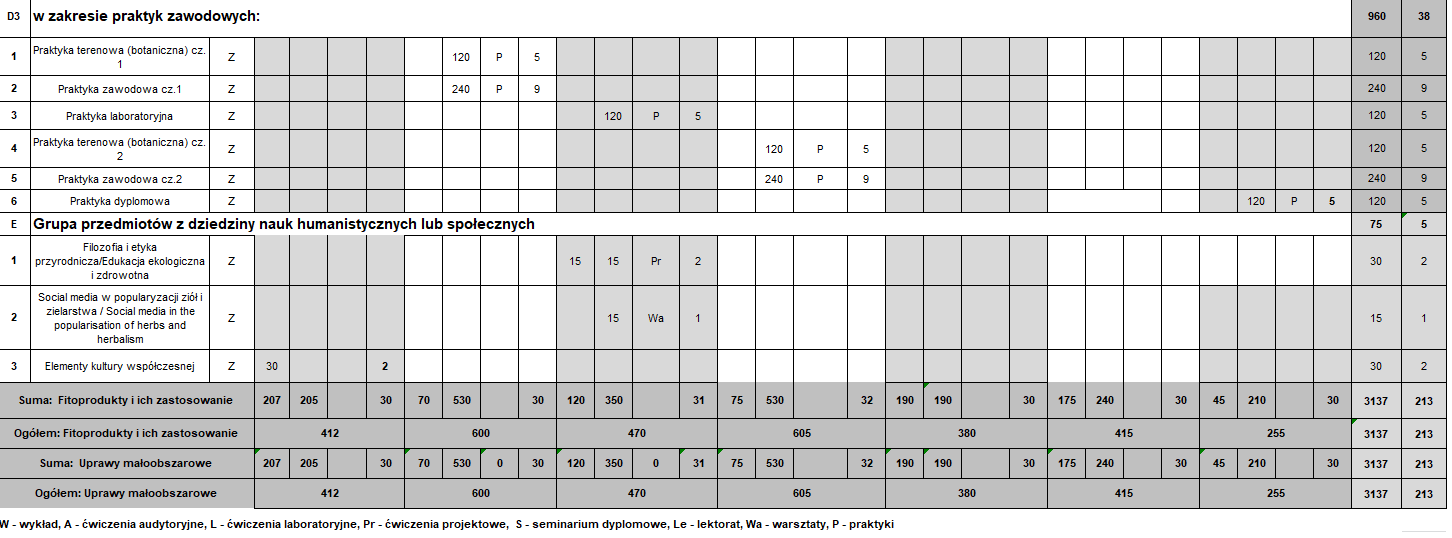 D3 w zakresie praktyk zawodowych: 960 38
1 Praktyka terenowa (botaniczna) cz. 1 Z 120 P 5 120 5
2 Praktyka zawodowa cz.1 Z 240 P 9 240 9
3 Praktyka laboratoryjna Z 120 P 5 120 5
4 Praktyka terenowa (botaniczna) cz. 2 Z 120 P 5 120 5
5 Praktyka zawodowa cz.2 Z 240 P 9 240 9
6 Praktyka dyplomowa Z 120 P 5 120 5
E Grupa przedmiotów z dziedziny nauk humanistycznych lub społecznych 75 5
1 Filozofia i etyka przyrodnicza/Edukacja ekologiczna i zdrowotna Z 15 15 Pr 2 30 2
2 Social media w popularyzacji ziół i zielarstwa / Social media in the popularisation of herbs and herbalism Z 15 Wa 1 15 1
3 Elementy kultury współczesnej Z 30 2 30 2
Suma: Fitoprodukty i ich zastosowanie 207 205 30 70 530 30 120 350 31 75 530 32 190 190 30 175 240 30 45 210 30 3137 213
Ogółem: Fitoprodukty i ich zastosowanie 412 600 470 605 380 415 255 3137 213
Suma: Uprawy małoobszarowe 207 205 30 70 530 0 30 120 350 0 31 75 530 32 190 190 30 175 240 30 45 210 30 3137 213
Ogółem: Uprawy małoobszarowe 412 600 470 605 380 415 255 3137 213
W - wykład, A - ćwiczenia audytoryjne, L - ćwiczenia laboratoryjne, Pr - ćwiczenia projektowe, S - seminarium dyplomowe, Le - lektorat, Wa - warsztaty, P - praktyki